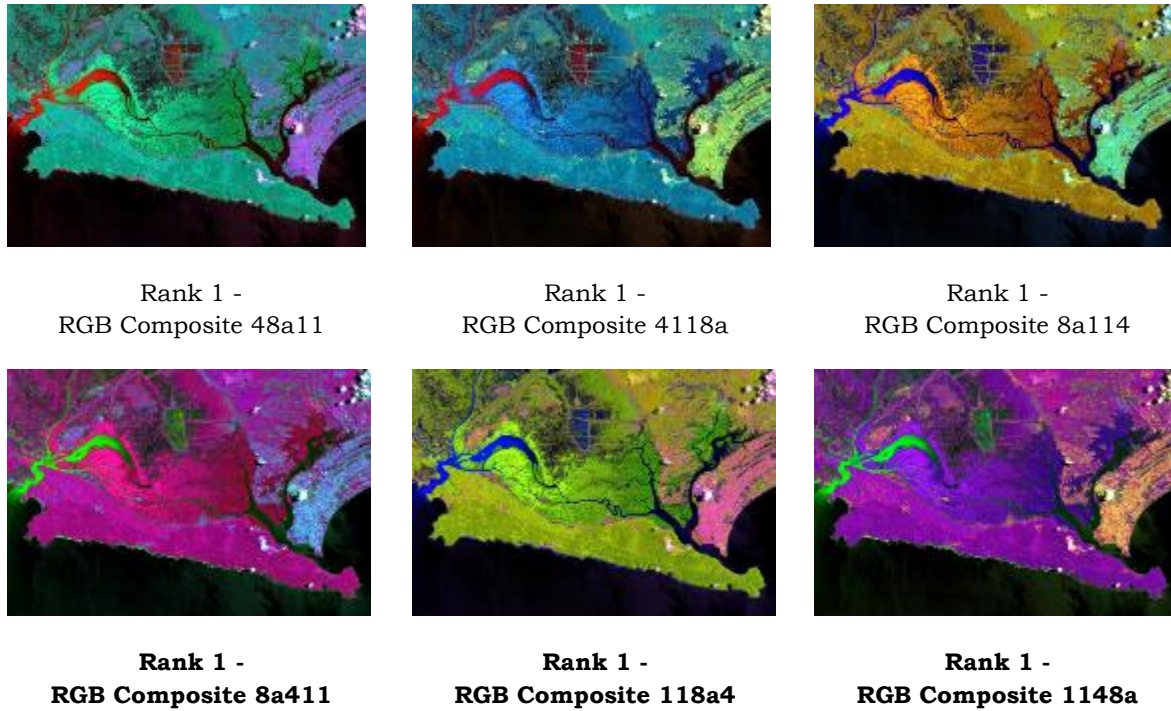 Rank 1 -
RGB Composite 48a11
Rank 1 -
RGB Composite 4118a
Rank 1 -
RGB Composite 8a114
Rank 1 -
RGB Composite 8a411
Rank 1 -
RGB Composite 118a4
Rank 1 -
RGB Composite 1148a